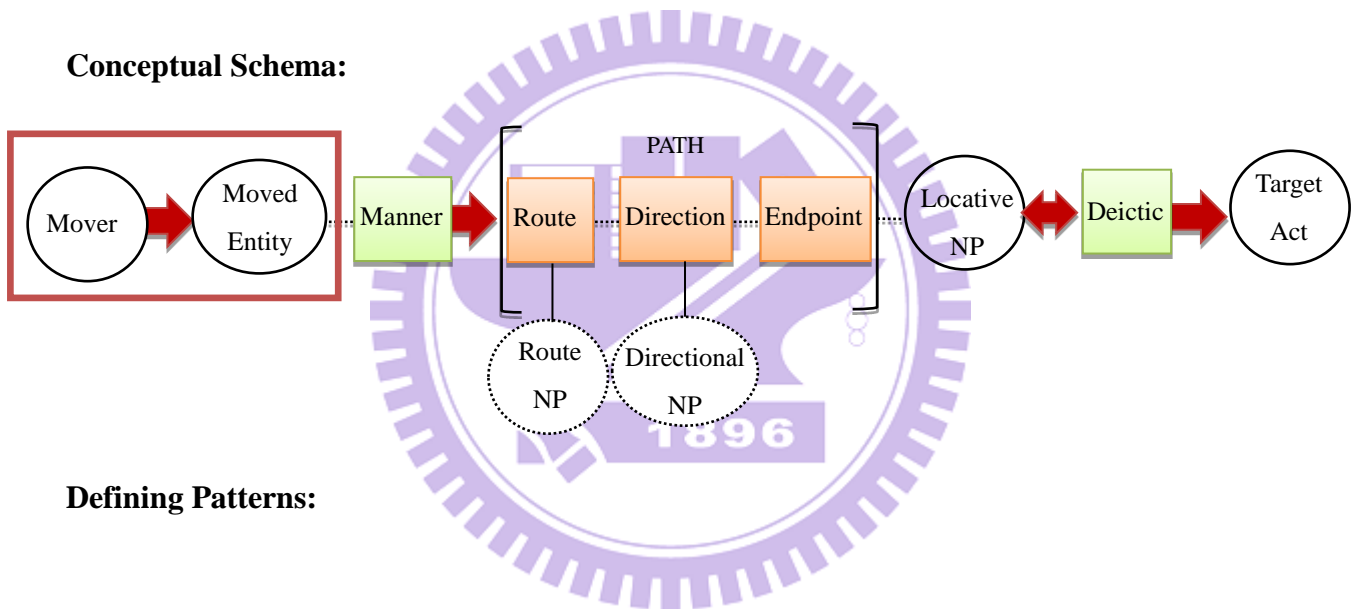 Conceptual Schema:
PATH
Mover
Moved
Entity
Manner
Route
Direction
Endpoint
Locative
NP
Deictic
Target
Act
Route
NP
Directional
NP
1896
Defining Patterns: